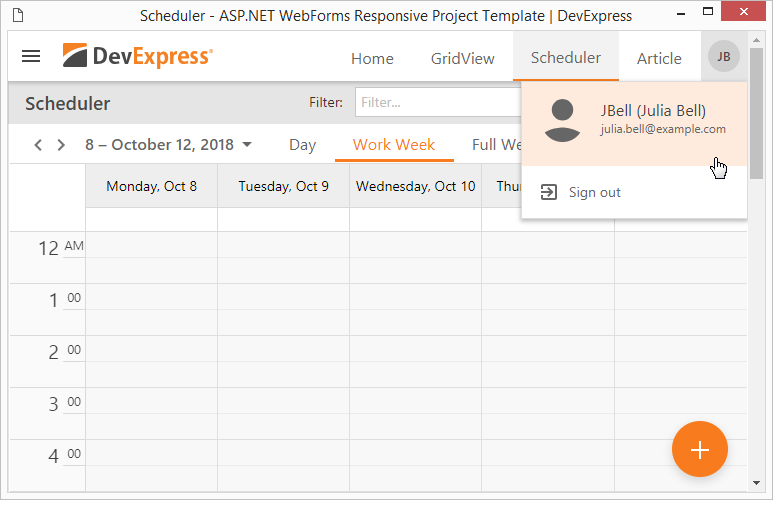 Scheduler - ASP.NET WebForms Responsive Project Template | DevExpress
DevExpress®
Home GridView Scheduler Article JB
Scheduler Filter: Filter...
JBell (Julia Bell)
julia.bell@example.com
8 – October 12, 2018 Day Work Week Full We
Sign out
Monday, Oct 8 Tuesday, Oct 9 Wednesday, Oct 10 Thur
12 AM
1 00
2 00
3 00
4 00